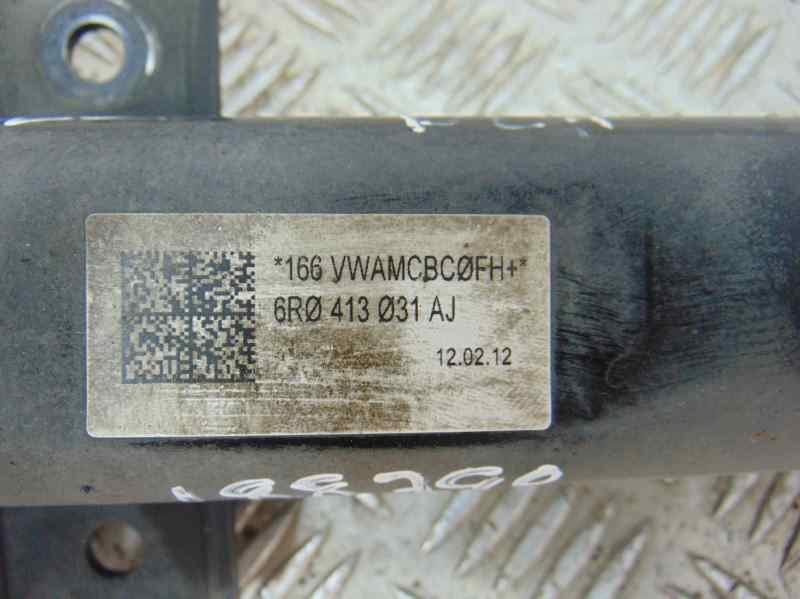 *166 VWAMCBCØFH+*
6RØ 413 Ø31 AJ
12.02.12